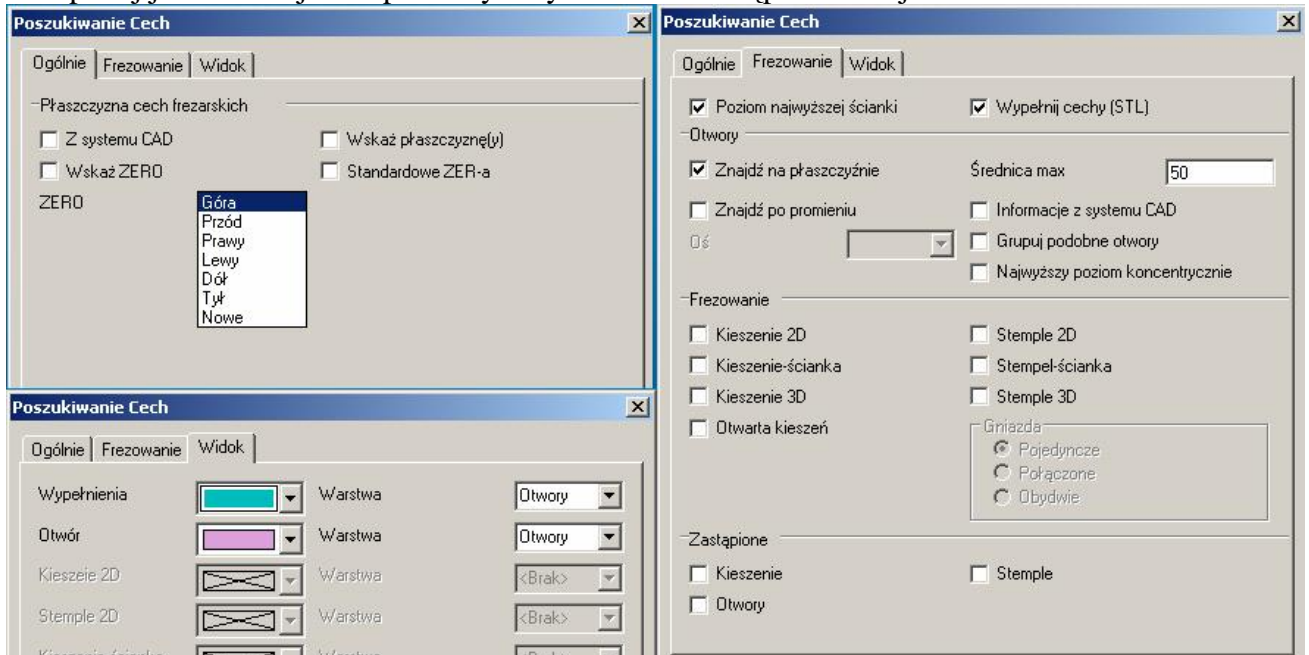 Poszukiwanie Cech
Ogólnie Frezowanie Widok
Płaszczyzna cech frezarskich
Z systemu CAD Wskaż płaszczyznę(y)
Wskaż ZERO Standardowe ZER-a
ZERO
Góra
Przód
Prawy
Lewy
Dół
Tył
Nowe
Poszukiwanie Cech
Ogólnie Frezowanie Widok
Wypełnienia Warstwa Otwory
Otwór Warstwa Otwory
Kieszeie 2D Warstwa <Brak>
Stemple 2D Warstwa <Brak>
Poszukiwanie Cech
Ogólnie Frezowanie Widok
Poziom najwyższej ścianki Wypełnij cechy (STL)
Otwory
Znajdź na płaszczyźnie Średnica max 50
Znajdź po promieniu Informacje z systemu CAD
Oś Grupuj podobne otwory
Najwyższy poziom koncentrycznie
Frezowanie
Kieszenie 2D Stemple 2D
Kieszenie-ścianka Stempel-ścianka
Kieszenie 3D Stemple 3D
Otwarta kieszeń Gniazda
Pojedyncze
Połączone
Obydwie
Zastąpione
Kieszenie Stemple
Otwory